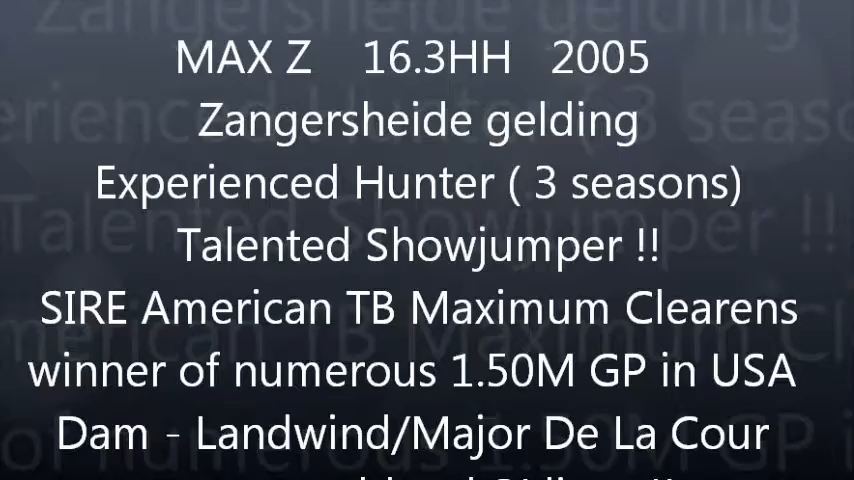 MAX Z 16.3HH 2005
Zangersheide gelding
Experienced Hunter ( 3 seasons)
Talented Showjumper !!
SIRE American TB Maximum Clearens
winner of numerous 1.50M GP in USA
Dam - Landwind/Major De La Cour